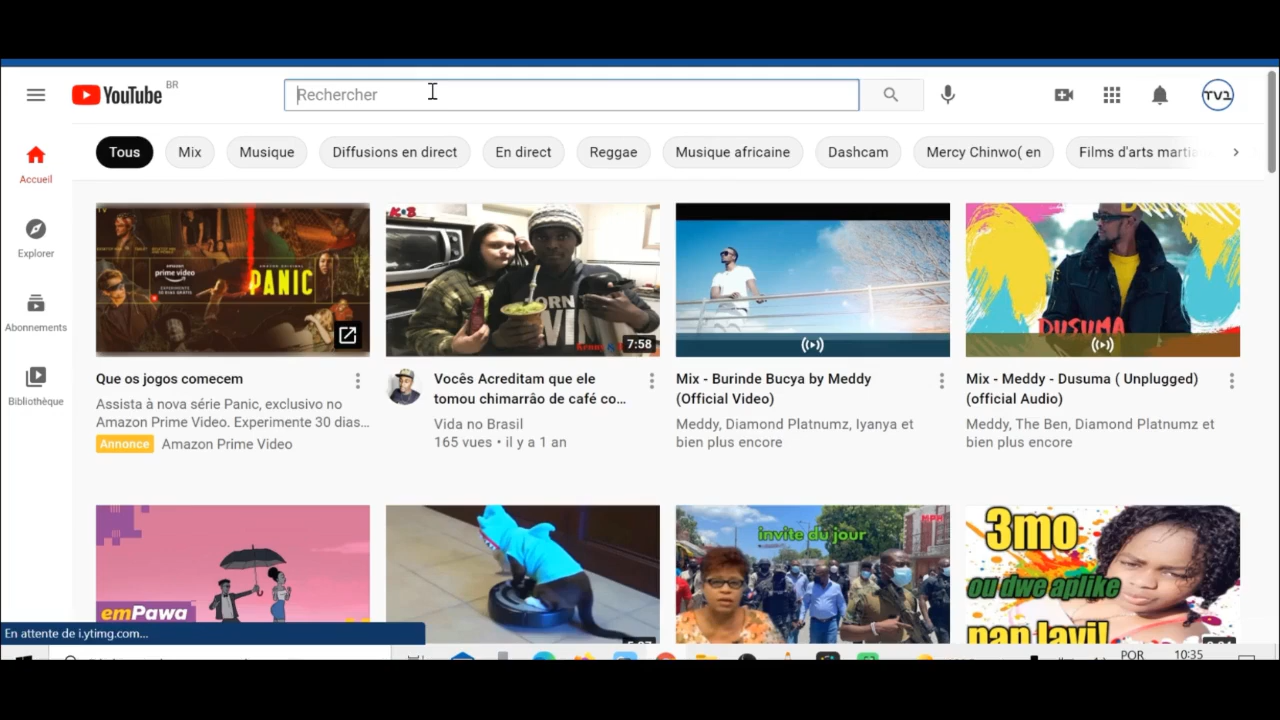 YouTube BR
Rechercher
TV1
Tous
Mix
Musique
Diffusions en direct
En direct
Reggae
Musique africaine
Dashcam
Mercy Chinwo( en
Films d'arts martia
Accueil
Explorer
Abonnements
Bibliothèque
prime video
PANIC
7:58
DUSUMA
Que os jogos comecem
Assista à nova série Panic, exclusivo no
Amazon Prime Video. Experimente 30 dias...
Annonce Amazon Prime Video
Vocês Acreditam que ele
tomou chimarrão de café co...
Vida no Brasil
165 vues • il y a 1 an
Mix - Burinde Bucya by Meddy
(Official Video)
Meddy, Diamond Platnumz, Iyanya et
bien plus encore
Mix - Meddy - Dusuma ( Unplugged)
(official Audio)
Meddy, The Ben, Diamond Platnumz et
bien plus encore
emPawa
invite du jour
3mo
ou dwe aplike
nan lavi!
En attente de i.ytimg.com...
POR
10:35